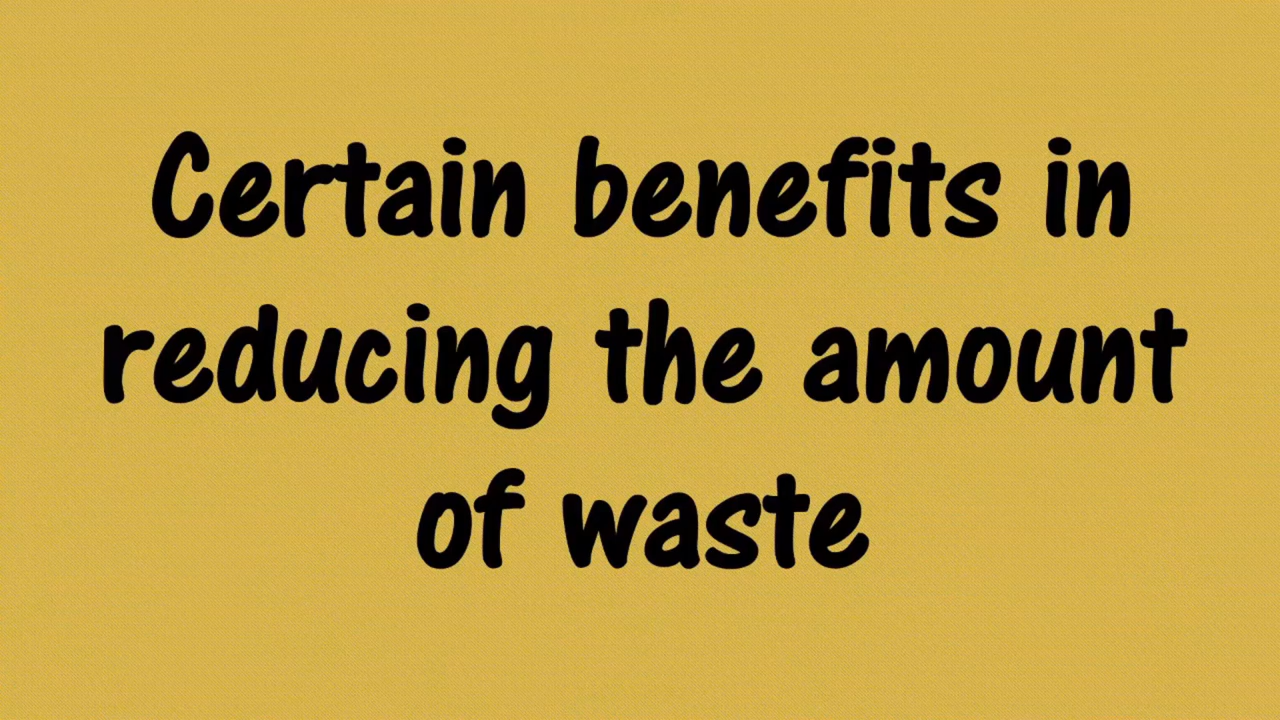 Certain benefits in
reducing the amount
of waste